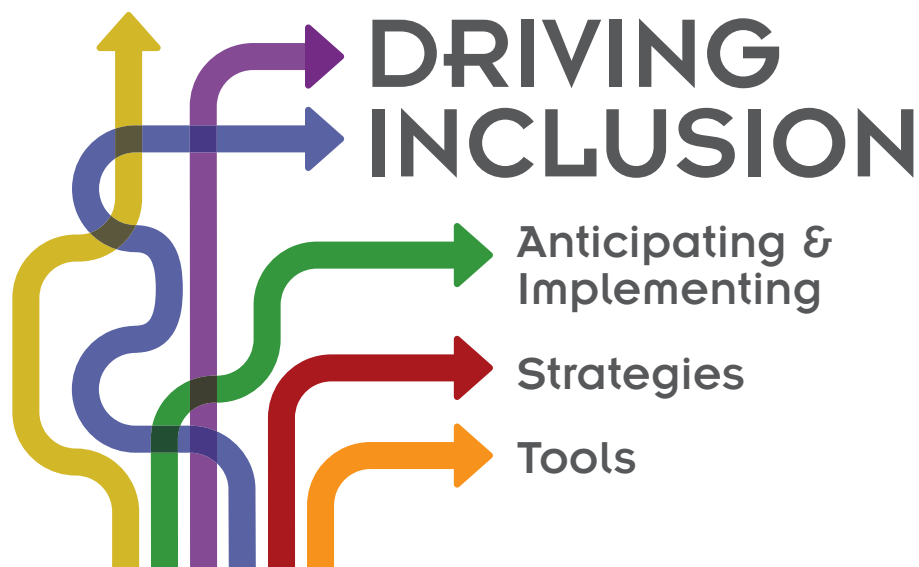 DRIVING
INCLUSION
Anticipating &
Implementing
Strategies
Tools